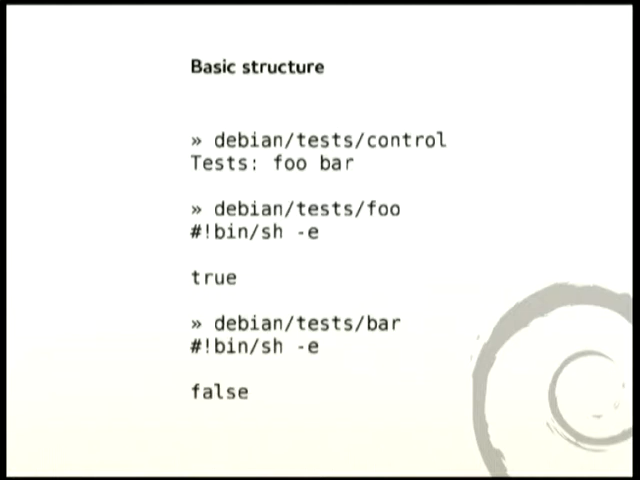 Basic structure
» debian/tests/control
Tests: foo bar
» debian/tests/foo
#!bin/sh -e
true
» debian/tests/bar
#!bin/sh -e
false